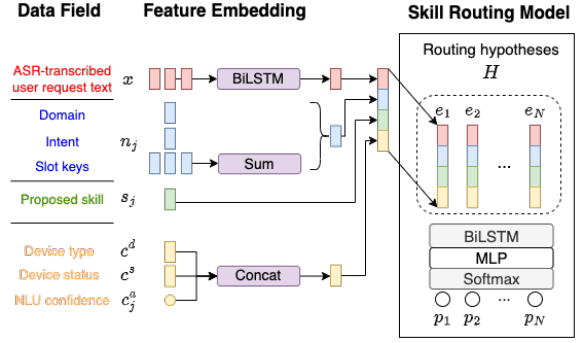 Data Field
Feature Embedding
Skill Routing Model
ASR-transcribed
user request text
x
BiLSTM
Domain
Intent
Slot keys
n_j
Sum
Proposed skill
s_j
Device type
c^d
Device status
c^s
NLU confidence
c_j^a
Concat
Routing hypotheses
H
e_1 e_2 e_N
...
BiLSTM
MLP
Softmax
...
p_1 p_2 p_N